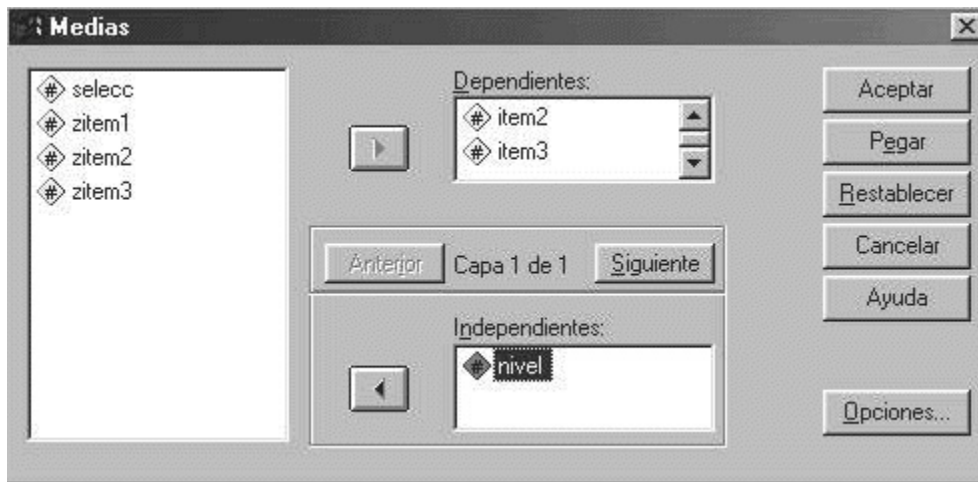 Medias
selecc
zitem1
zitem2
zitem3
Dependientes:
item2
item3
Anterior
Capa 1 de 1
Siguiente
Independientes:
nivel
Aceptar
Pegar
Restablecer
Cancelar
Ayuda
Opciones...